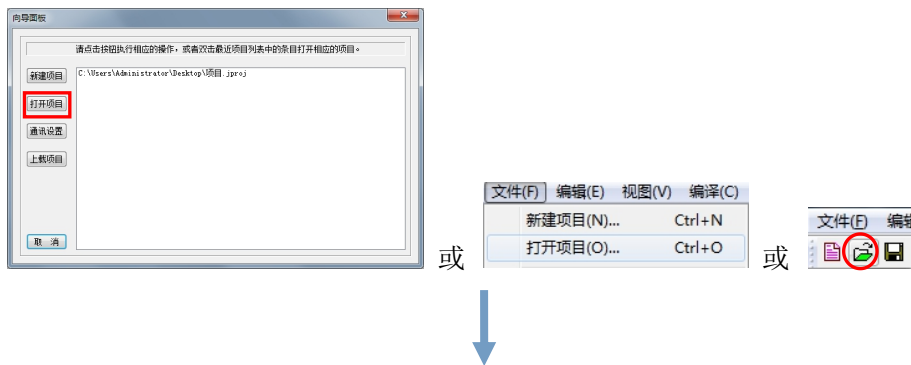 向导面板
请点击按钮执行相应的操作，或者双击最近项目列表中的条目打开相应的项目。
新建项目
C:\Users\Administrator\Desktop\项目.jproj
打开项目
通讯设置
上载项目
取 消
或
文件(F) 编辑(E) 视图(V) 编译(C)
新建项目(N)... Ctrl+N
打开项目(O)... Ctrl+O
或
文件(F) 编辑